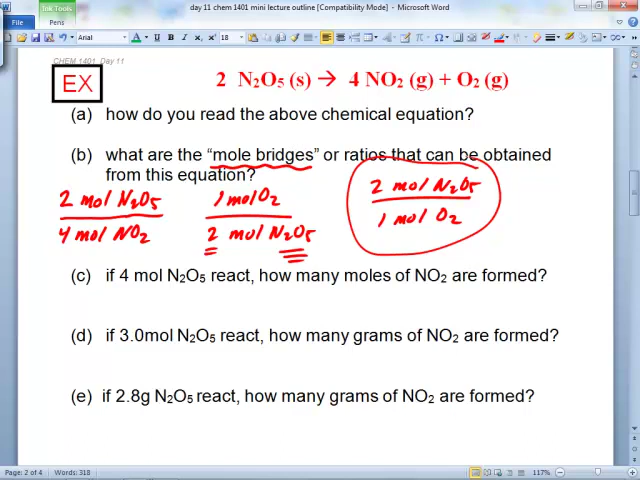 Ink Tools
day 11 chem 1401 mini lecture outline [Compatibility Mode] - Microsoft Word
File
Pens
Arial
18
CHEM 1401 Day 11
EX
2 N₂O₅ (s) → 4 NO₂ (g) + O₂ (g)
(a) how do you read the above chemical equation?
(b) what are the “mole bridges” or ratios that can be obtained
from this equation?
2 mol N₂O₅
4 mol NO₂
1 mol O₂
2 mol N₂O₅
2 mol N₂O₅
1 mol O₂
(c) if 4 mol N₂O₅ react, how many moles of NO₂ are formed?
(d) if 3.0mol N₂O₅ react, how many grams of NO₂ are formed?
(e) if 2.8g N₂O₅ react, how many grams of NO₂ are formed?
Page: 2 of 4 Words: 318
117%